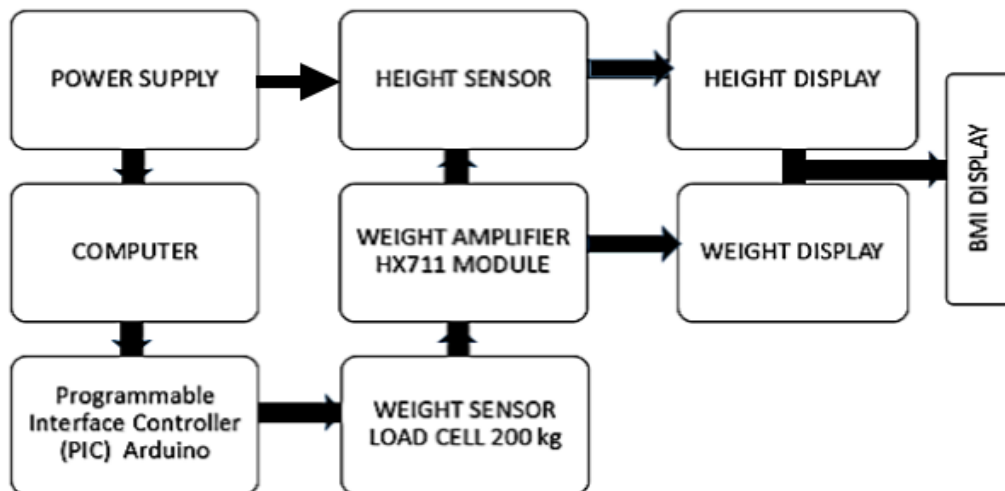 POWER SUPPLY
HEIGHT SENSOR
HEIGHT DISPLAY
BMI DISPLAY
COMPUTER
WEIGHT AMPLIFIER
HX711 MODULE
WEIGHT DISPLAY
Programmable
Interface Controller
(PIC) Arduino
WEIGHT SENSOR
LOAD CELL 200 kg